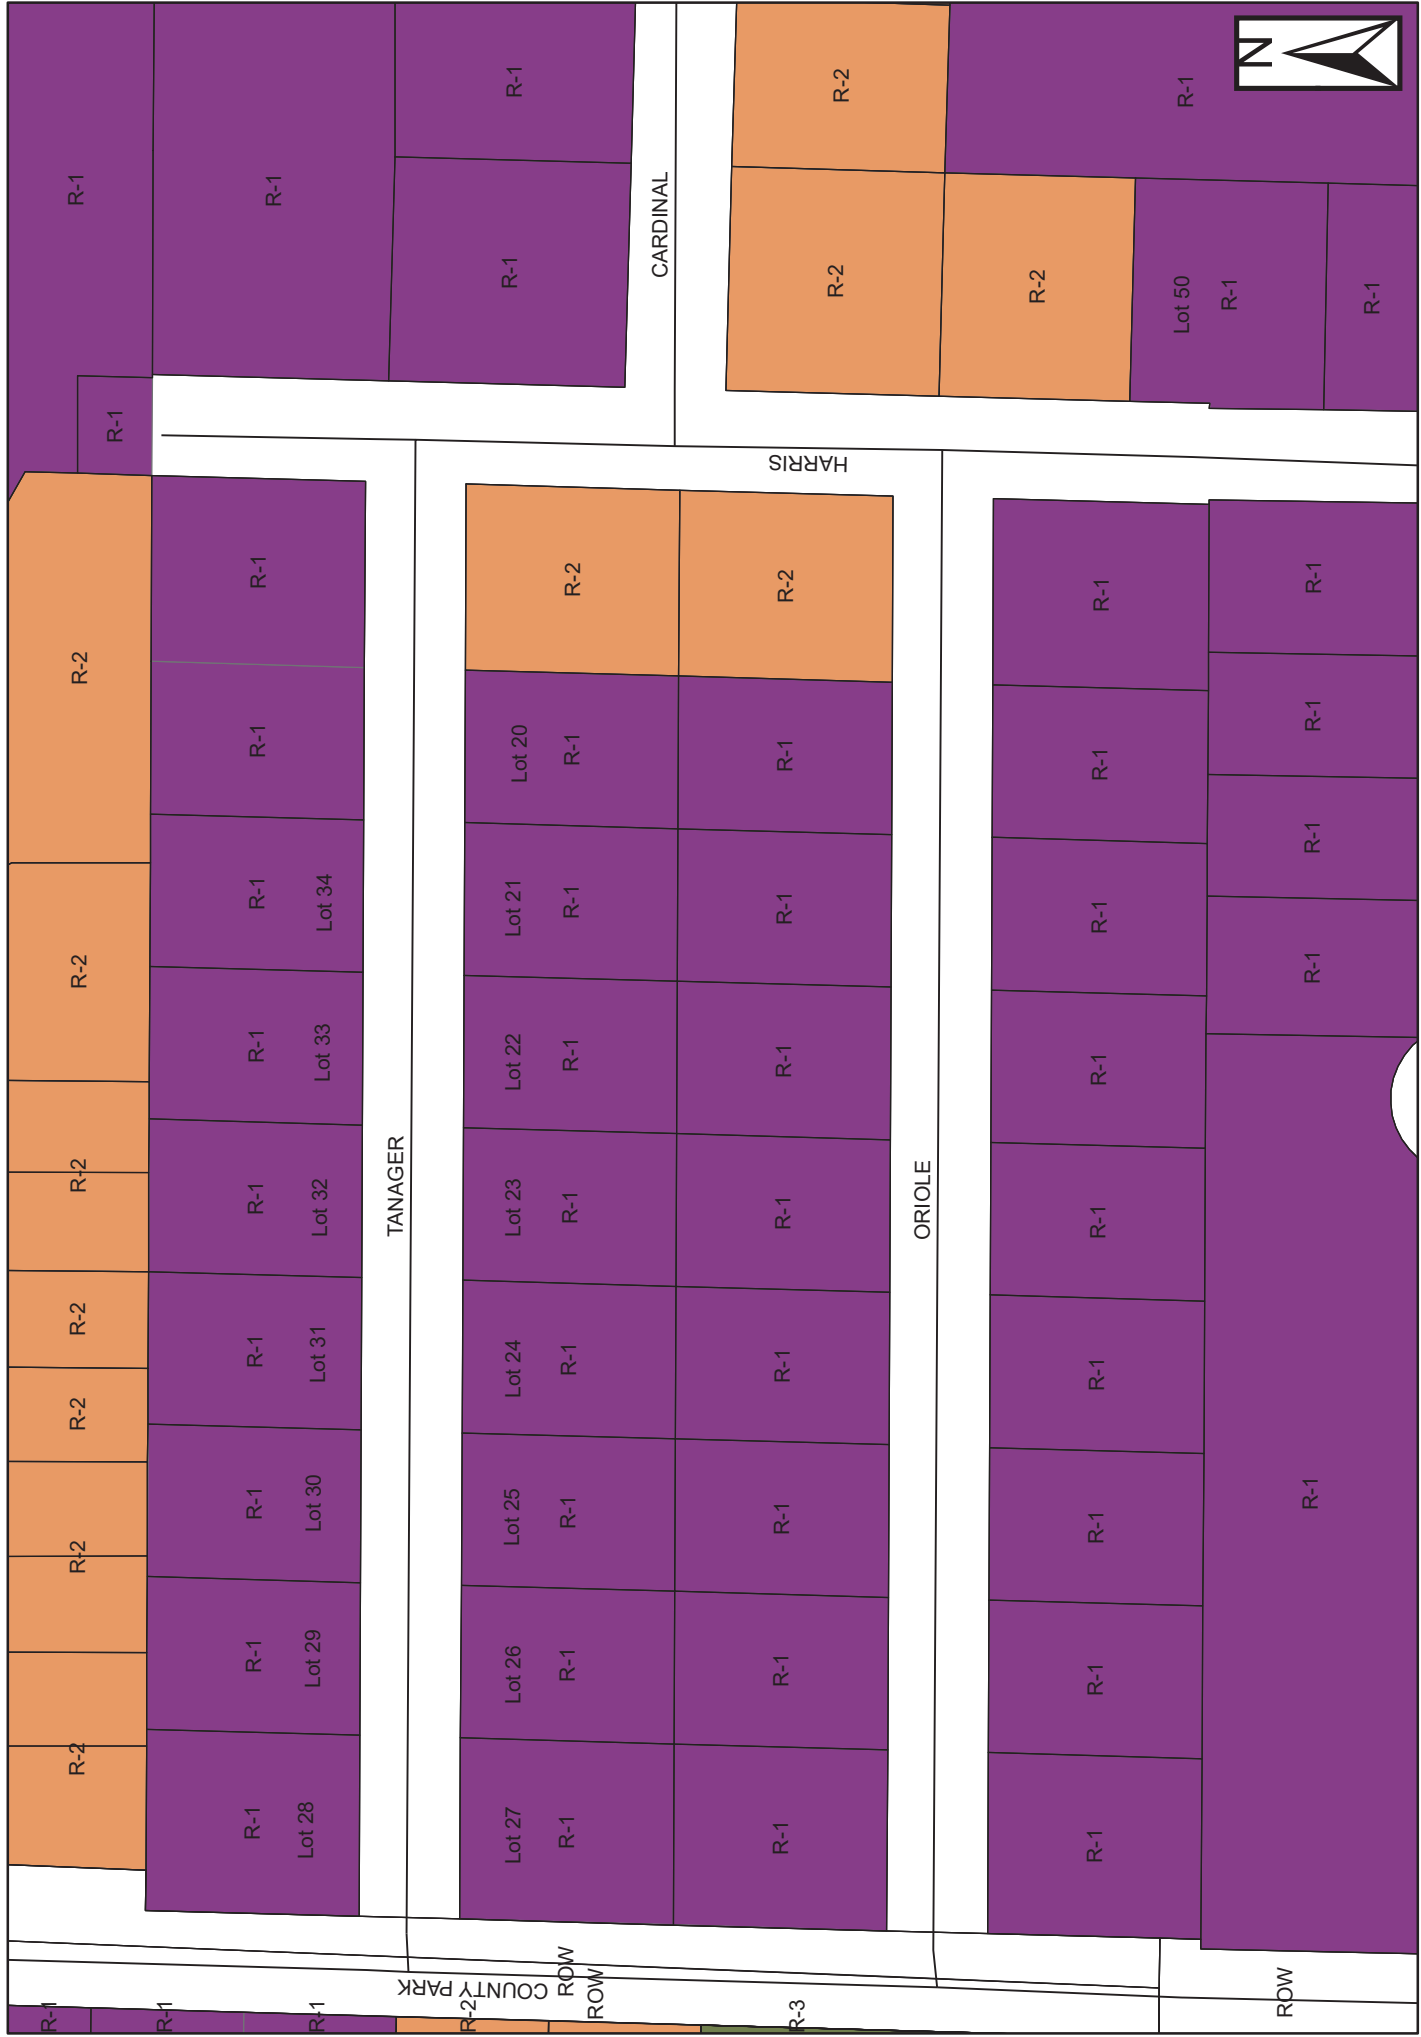 R-1
R-2
R-2
R-2
R-2
R-2
R-2
R-2
R-1
R-1
R-1
R-1
R-1
R-1
R-1
R-1
R-1
R-1
R-1
R-1
R-1
R-1
Lot 28
Lot 29
Lot 30
Lot 31
Lot 32
Lot 33
Lot 34
TANAGER
COUNTY PARK
R-2
Lot 27
Lot 26
Lot 25
Lot 24
Lot 23
Lot 22
Lot 21
Lot 20
R-1
R-1
ROW
ROW
R-1
R-1
R-1
R-1
R-1
R-1
R-1
R-1
R-2
CARDINAL
R-3
R-1
R-1
R-1
R-1
R-1
R-1
R-1
R-1
R-2
HARRIS
R-2
R-2
ORIOLE
R-2
R-1
R-1
R-1
R-1
R-1
R-1
R-1
R-1
R-1
Lot 50
R-1
R-1
ROW
R-1
R-1
R-1
R-1
R-1
R-1
N